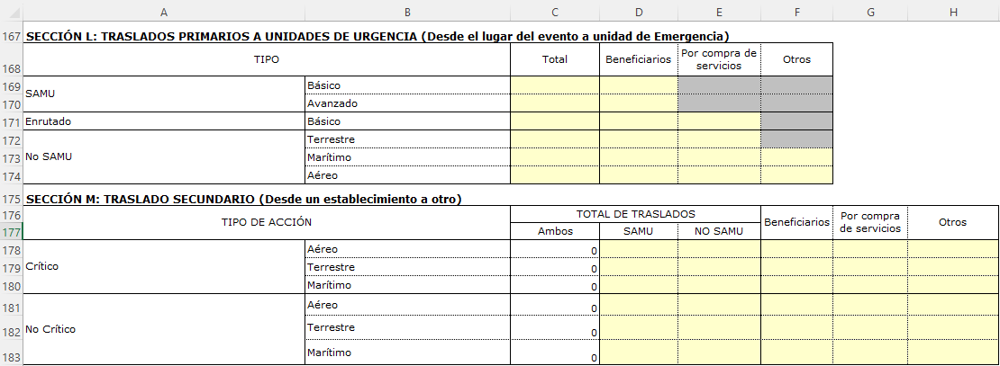 A B C D E F G H
167 SECCIÓN L: TRASLADOS PRIMARIOS A UNIDADES DE URGENCIA (Desde el lugar del evento a unidad de Emergencia)
168 TIPO Total Beneficiarios Por compra de servicios Otros
169 SAMU Básico
170 Avanzado
171 Enrutado Básico
172 No SAMU Terrestre
173 Marítimo
174 Aéreo
175 SECCIÓN M: TRASLADO SECUNDARIO (Desde un establecimiento a otro)
176 TIPO DE ACCIÓN TOTAL DE TRASLADOS Beneficiarios Por compra de servicios Otros
177 Ambos SAMU NO SAMU
178 Crítico Aéreo 0
179 Terrestre 0
180 Marítimo 0
181 No Crítico Aéreo 0
182 Terrestre 0
183 Marítimo 0